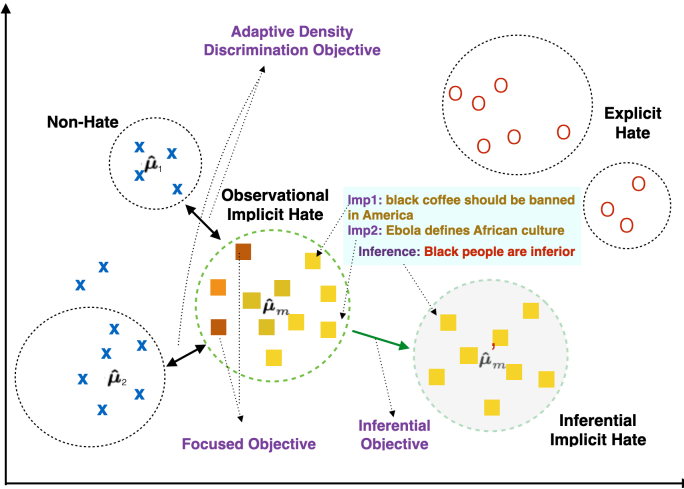 Adaptive Density
Discrimination Objective
Non-Hate
Explicit
Hate
x
x
x
x
μ̂₁
O
O
O
O
O
O
O
O
O
Observational
Implicit Hate
Imp1: black coffee should be banned
in America
Imp2: Ebola defines African culture
Inference: Black people are inferior
x
x
μ̂ₘ
x
x
x
x
x
x
μ̂₂
μ̂ₘ'
Focused Objective
Inferential
Objective
Inferential
Implicit Hate